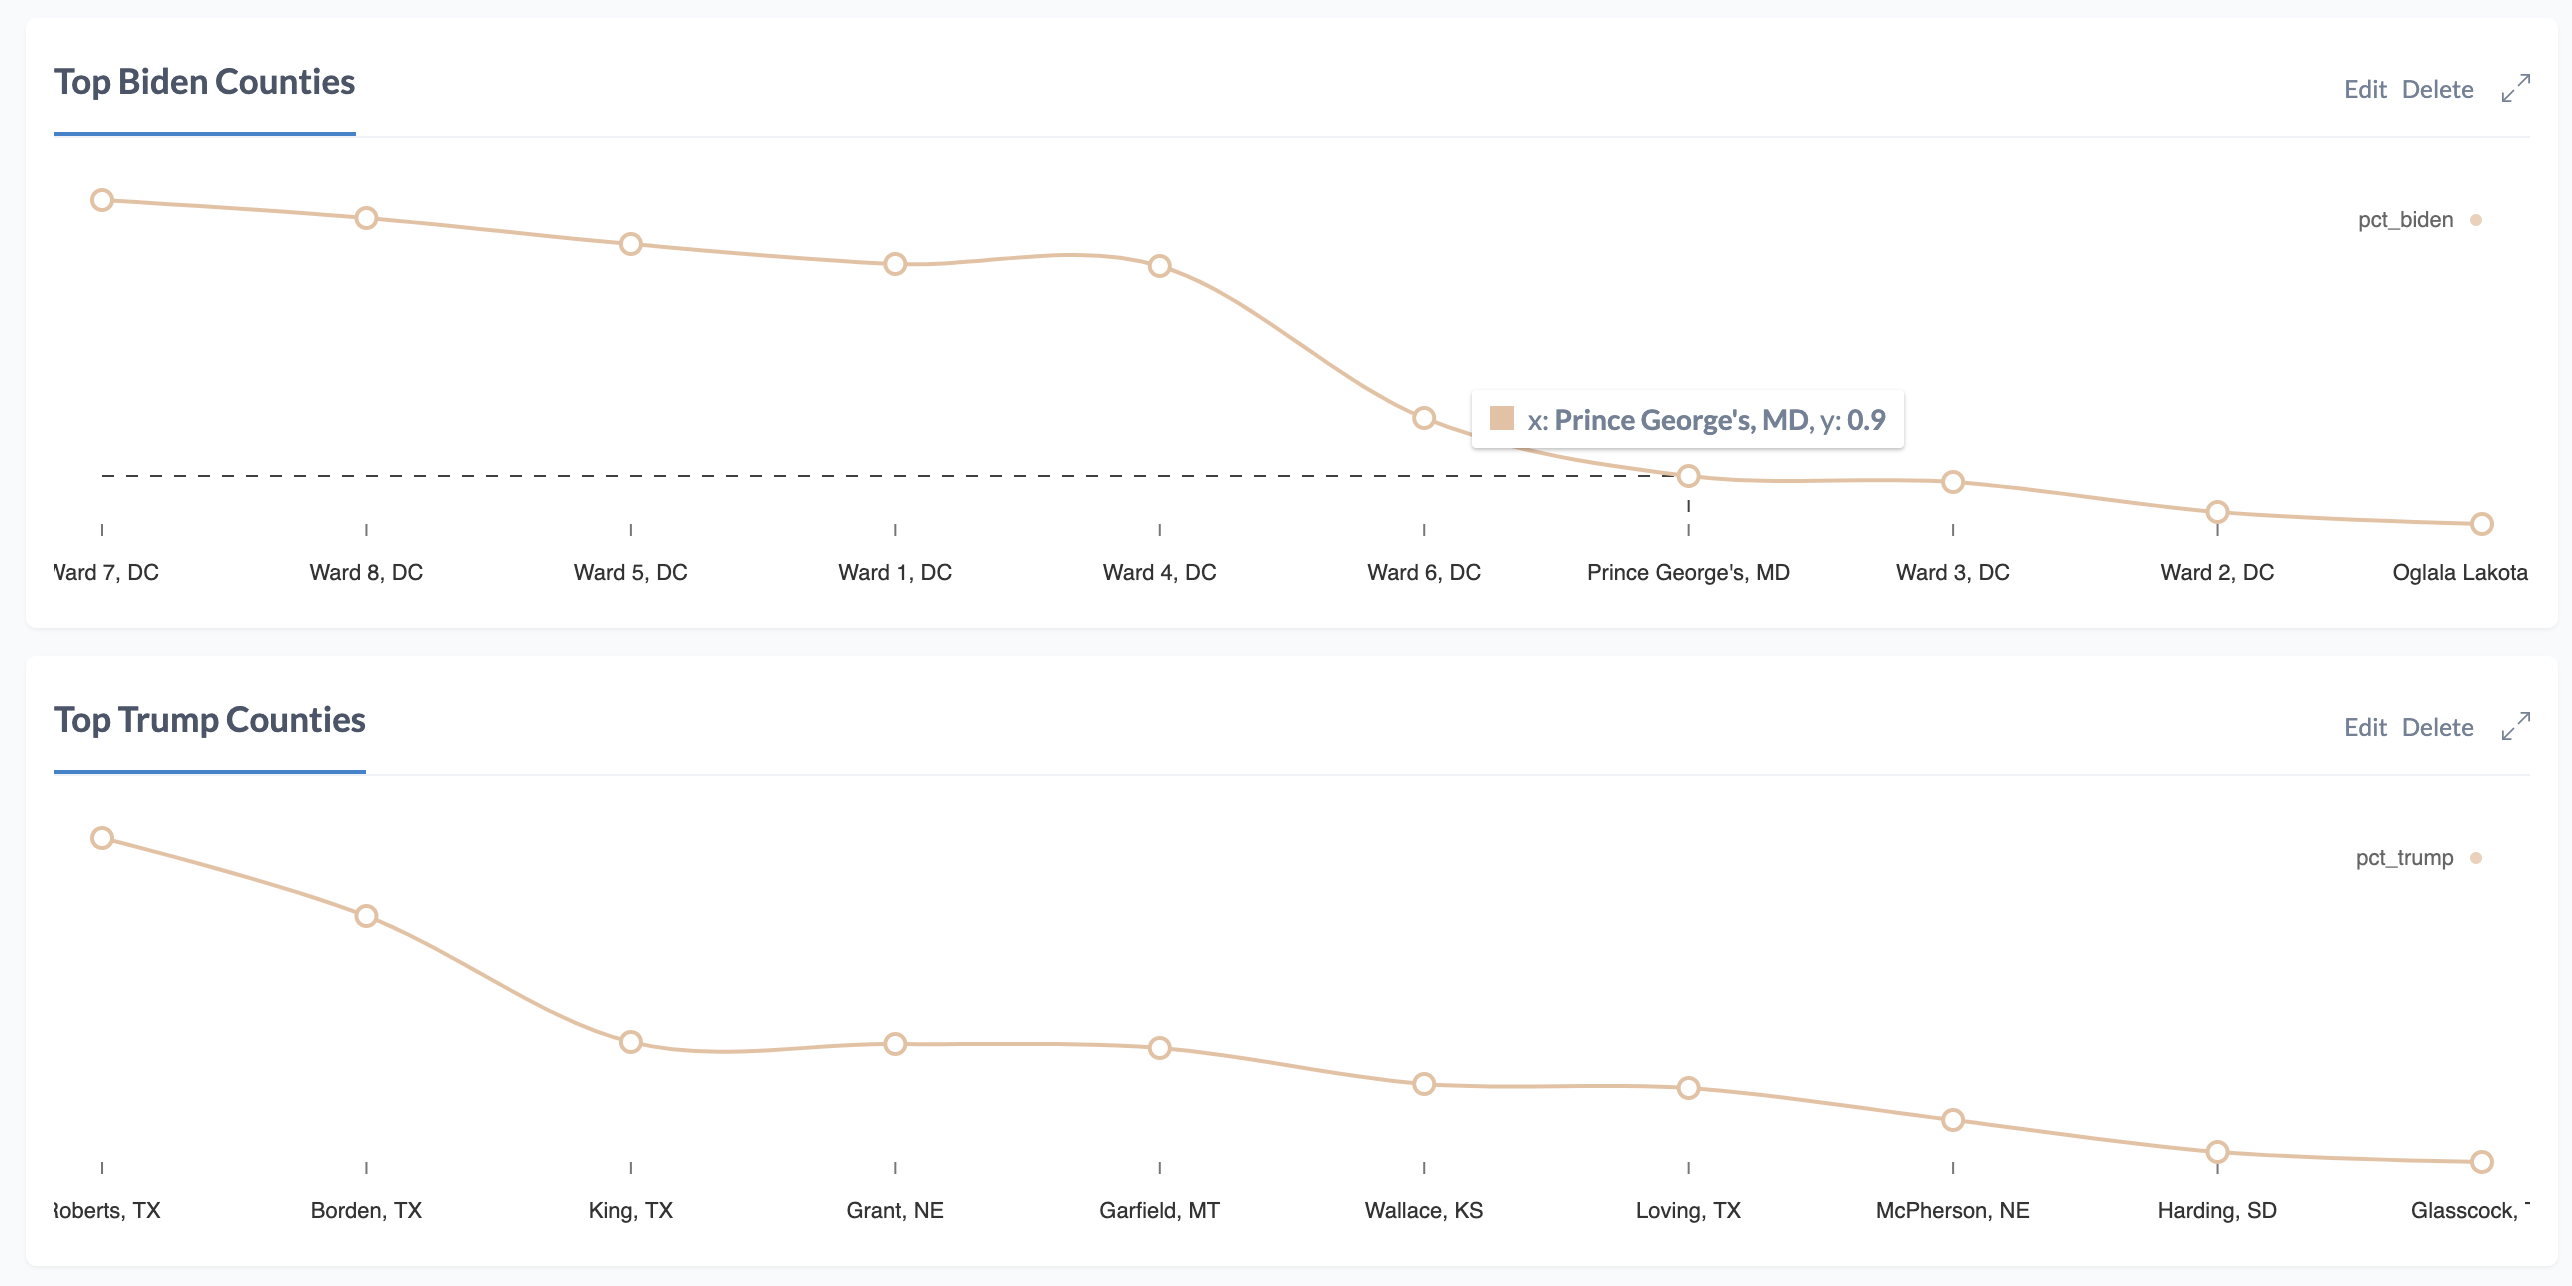 Top Biden Counties
Edit Delete
pct_biden
x: Prince George's, MD, y: 0.9
Ward 7, DC Ward 8, DC Ward 5, DC Ward 1, DC Ward 4, DC Ward 6, DC Prince George's, MD Ward 3, DC Ward 2, DC Oglala Lakota
Top Trump Counties
Edit Delete
pct_trump
Roberts, TX Borden, TX King, TX Grant, NE Garfield, MT Wallace, KS Loving, TX McPherson, NE Harding, SD Glasscock,